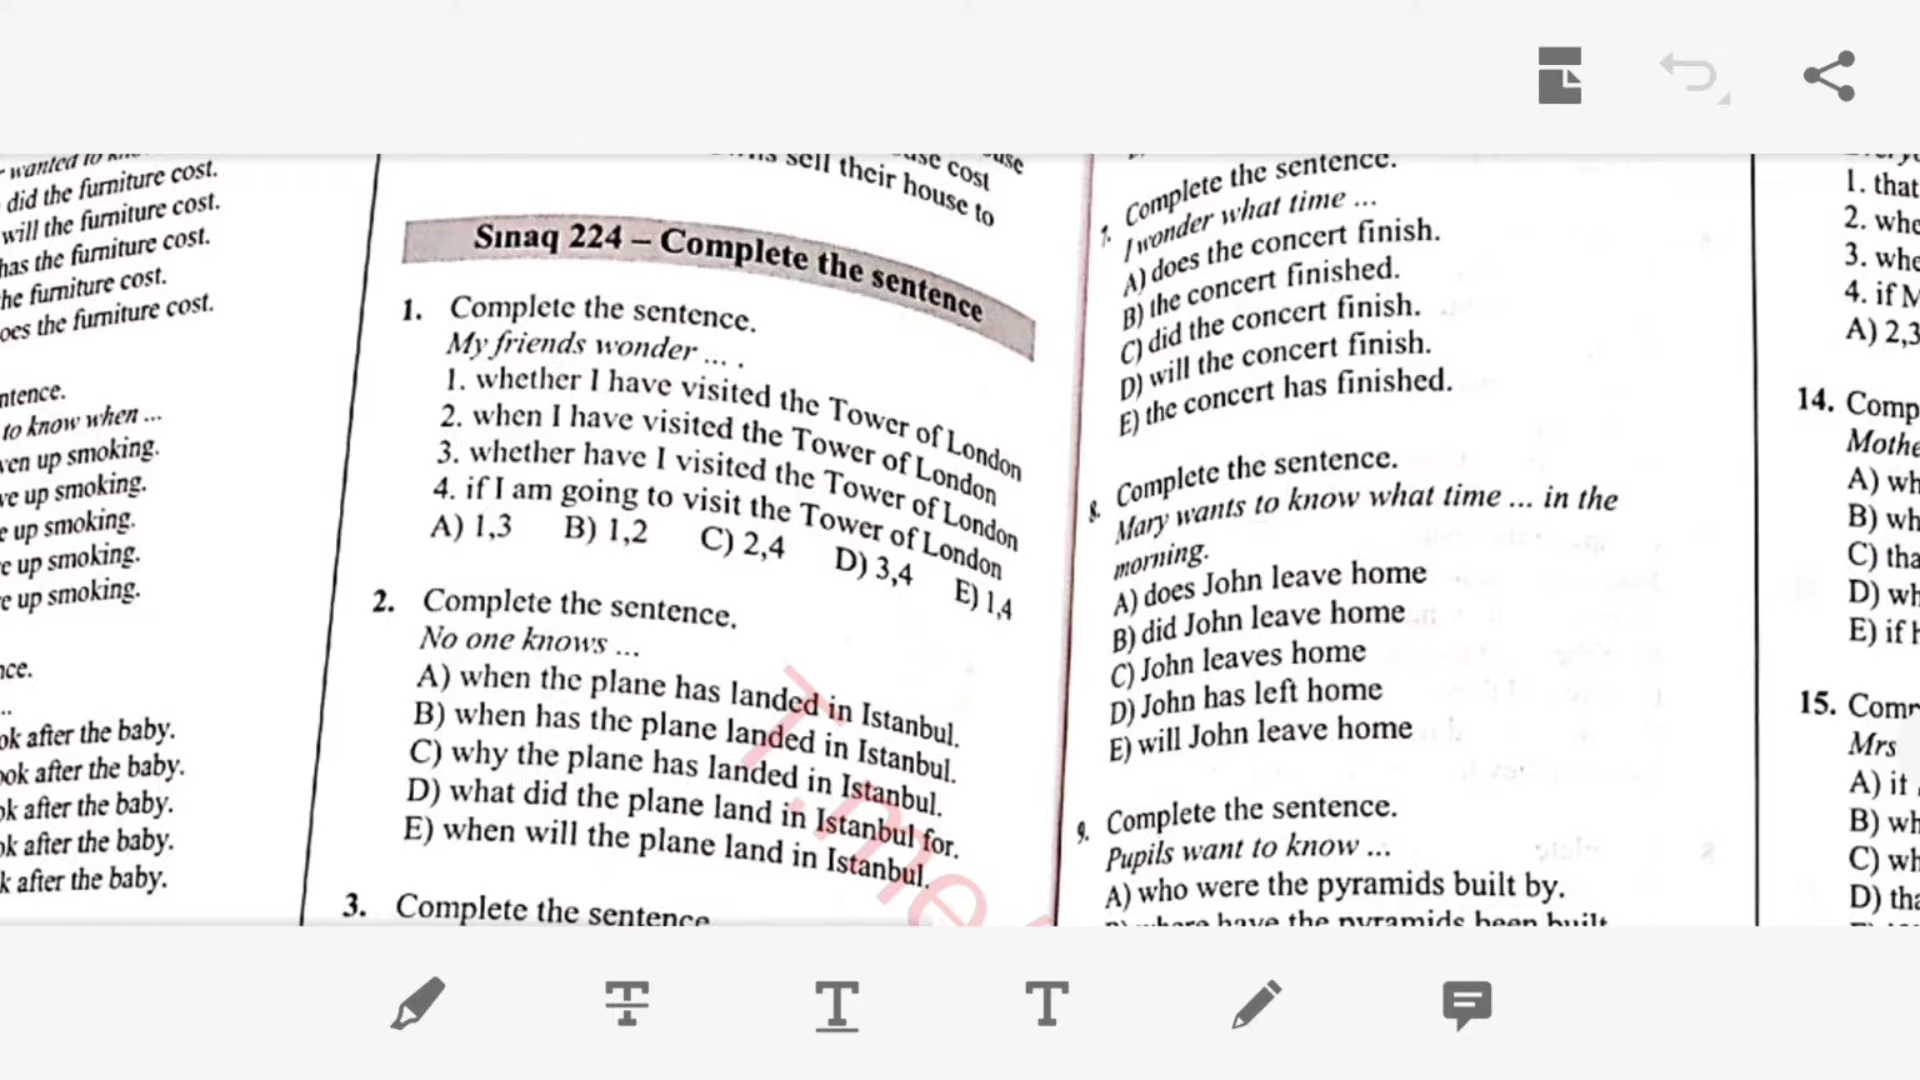 wanted to
did the furniture cost.
will the furniture cost.
has the furniture cost.
he furniture cost.
oes the furniture cost.
ntence.
to know when ...
ven up smoking.
ve up smoking.
e up smoking.
e up smoking.
e up smoking.
nce.
..
ok after the baby.
ook after the baby.
ok after the baby.
ok after the baby.
k after the baby.
use
use cost
sell their house to
Sınaq 224 – Complete the sentence
1. Complete the sentence.
My friends wonder ... .
1. whether I have visited the Tower of London
2. when I have visited the Tower of London
3. whether have I visited the Tower of London
4. if I am going to visit the Tower of London
A) 1,3 B) 1,2 C) 2,4 D) 3,4 E) 1,4
2. Complete the sentence.
No one knows ...
A) when the plane has landed in Istanbul.
B) when has the plane landed in Istanbul.
C) why the plane has landed in Istanbul.
D) what did the plane land in Istanbul for.
E) when will the plane land in Istanbul.
3. Complete the sentence
T.me
7. Complete the sentence.
I wonder what time ...
A) does the concert finish.
B) the concert finished.
C) did the concert finish.
D) will the concert finish.
E) the concert has finished.
8. Complete the sentence.
Mary wants to know what time ... in the
morning.
A) does John leave home
B) did John leave home
C) John leaves home
D) John has left home
E) will John leave home
9. Complete the sentence.
Pupils want to know ...
A) who were the pyramids built by.
where have the pyramids been built
1. that
2. whe
3. whe
4. if M
A) 2,3
14. Comp
Mothe
A) wh
B) wh
C) tha
D) wh
E) if h
15. Com
Mrs
A) it
B) wh
C) wh
D) tha